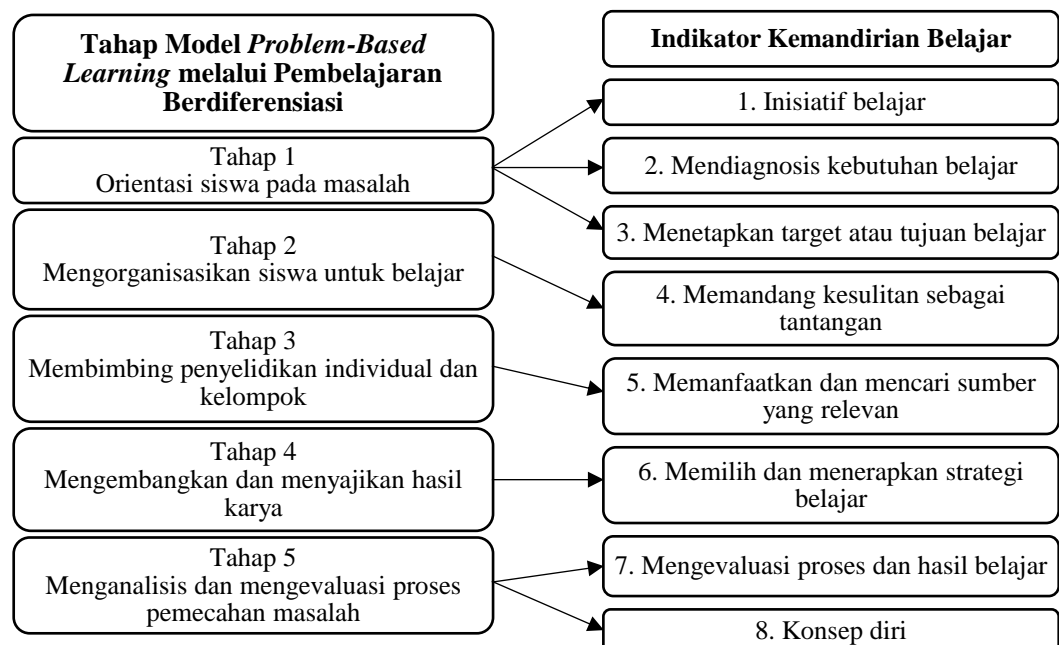 Tahap Model Problem-Based
Learning melalui Pembelajaran
Berdiferensiasi
Tahap 1
Orientasi siswa pada masalah
Tahap 2
Mengorganisasikan siswa untuk belajar
Tahap 3
Membimbing penyelidikan individual dan
kelompok
Tahap 4
Mengembangkan dan menyajikan hasil
karya
Tahap 5
Menganalisis dan mengevaluasi proses
pemecahan masalah
Indikator Kemandirian Belajar
1. Inisiatif belajar
2. Mendiagnosis kebutuhan belajar
3. Menetapkan target atau tujuan belajar
4. Memandang kesulitan sebagai
tantangan
5. Memanfaatkan dan mencari sumber
yang relevan
6. Memilih dan menerapkan strategi
belajar
7. Mengevaluasi proses dan hasil belajar
8. Konsep diri